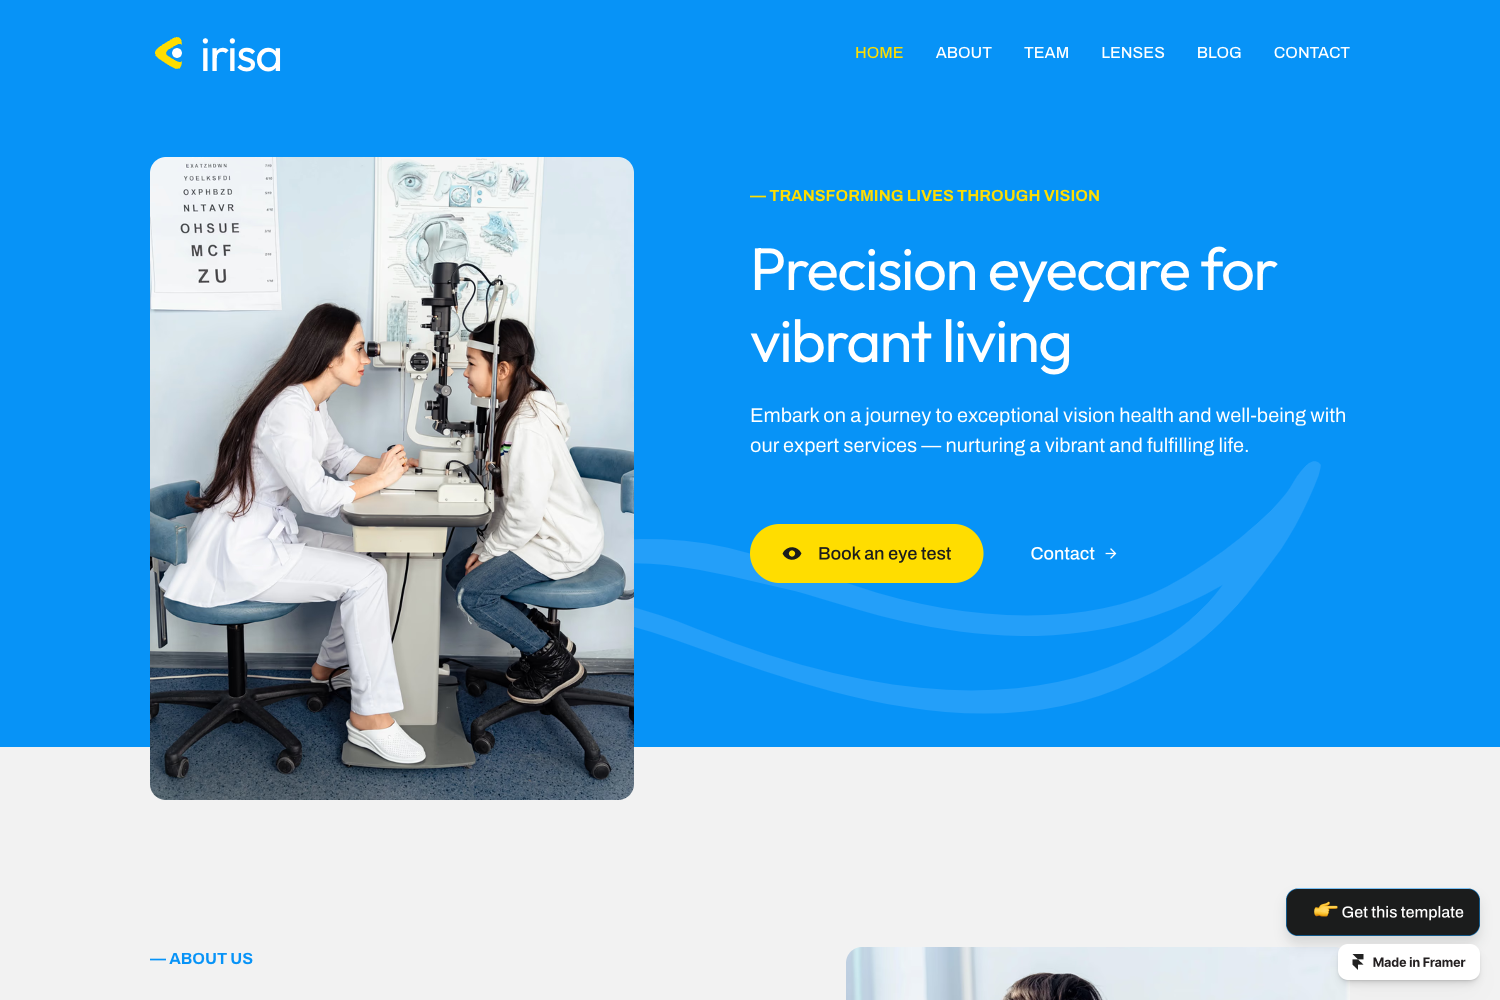 irisa
HOME ABOUT TEAM LENSES BLOG CONTACT
EXATZHDWN
YOELKSFDI
OXPHBZD
NLTAVR
OHSUE
MCF
ZU
— TRANSFORMING LIVES THROUGH VISION
Precision eyecare for
vibrant living
Embark on a journey to exceptional vision health and well-being with
our expert services — nurturing a vibrant and fulfilling life.
Book an eye test
Contact →
— ABOUT US
Get this template
Made in Framer